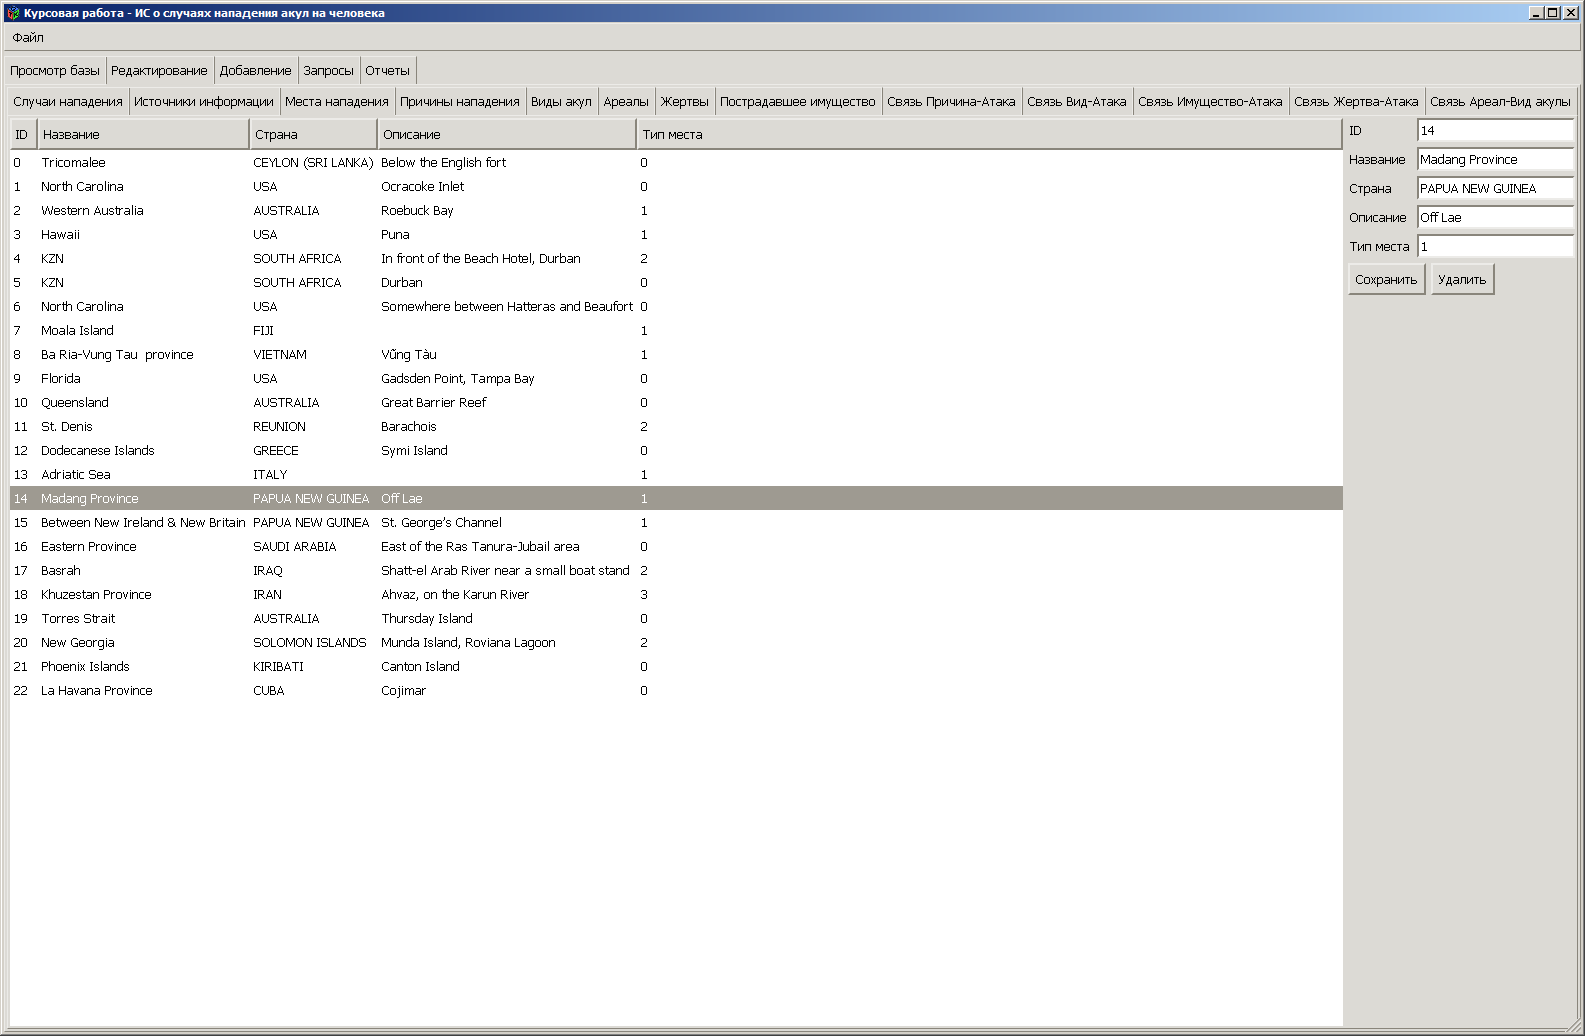 Курсовая работа - ИС о случаях нападения акул на человека
Файл
Просмотр базы Редактирование Добавление Запросы Отчеты
Случаи нападения Источники информации Места нападения Причины нападения Виды акул Ареалы Жертвы Пострадавшее имущество Связь Причина-Атака Связь Вид-Атака Связь Имущество-Атака Связь Жертва-Атака Связь Ареал-Вид акулы
ID Название Страна Описание Тип места
0 Tricomalee CEYLON (SRI LANKA) Below the English fort 0
1 North Carolina USA Ocracoke Inlet 0
2 Western Australia AUSTRALIA Roebuck Bay 1
3 Hawaii USA Puna 1
4 KZN SOUTH AFRICA In front of the Beach Hotel, Durban 2
5 KZN SOUTH AFRICA Durban 0
6 North Carolina USA Somewhere between Hatteras and Beaufort 0
7 Moala Island FIJI 1
8 Ba Ria-Vung Tau  province VIETNAM Vũng Tàu 1
9 Florida USA Gadsden Point, Tampa Bay 0
10 Queensland AUSTRALIA Great Barrier Reef 0
11 St. Denis REUNION Barachois 2
12 Dodecanese Islands GREECE Symi Island 0
13 Adriatic Sea ITALY 1
14 Madang Province PAPUA NEW GUINEA Off Lae 1
15 Between New Ireland & New Britain PAPUA NEW GUINEA St. George's Channel 1
16 Eastern Province SAUDI ARABIA East of the Ras Tanura-Jubail area 0
17 Basrah IRAQ Shatt-el Arab River near a small boat stand 2
18 Khuzestan Province IRAN Ahvaz, on the Karun River 3
19 Torres Strait AUSTRALIA Thursday Island 0
20 New Georgia SOLOMON ISLANDS Munda Island, Roviana Lagoon 2
21 Phoenix Islands KIRIBATI Canton Island 0
22 La Havana Province CUBA Cojimar 0
ID 14
Название Madang Province
Страна PAPUA NEW GUINEA
Описание Off Lae
Тип места 1
Сохранить Удалить